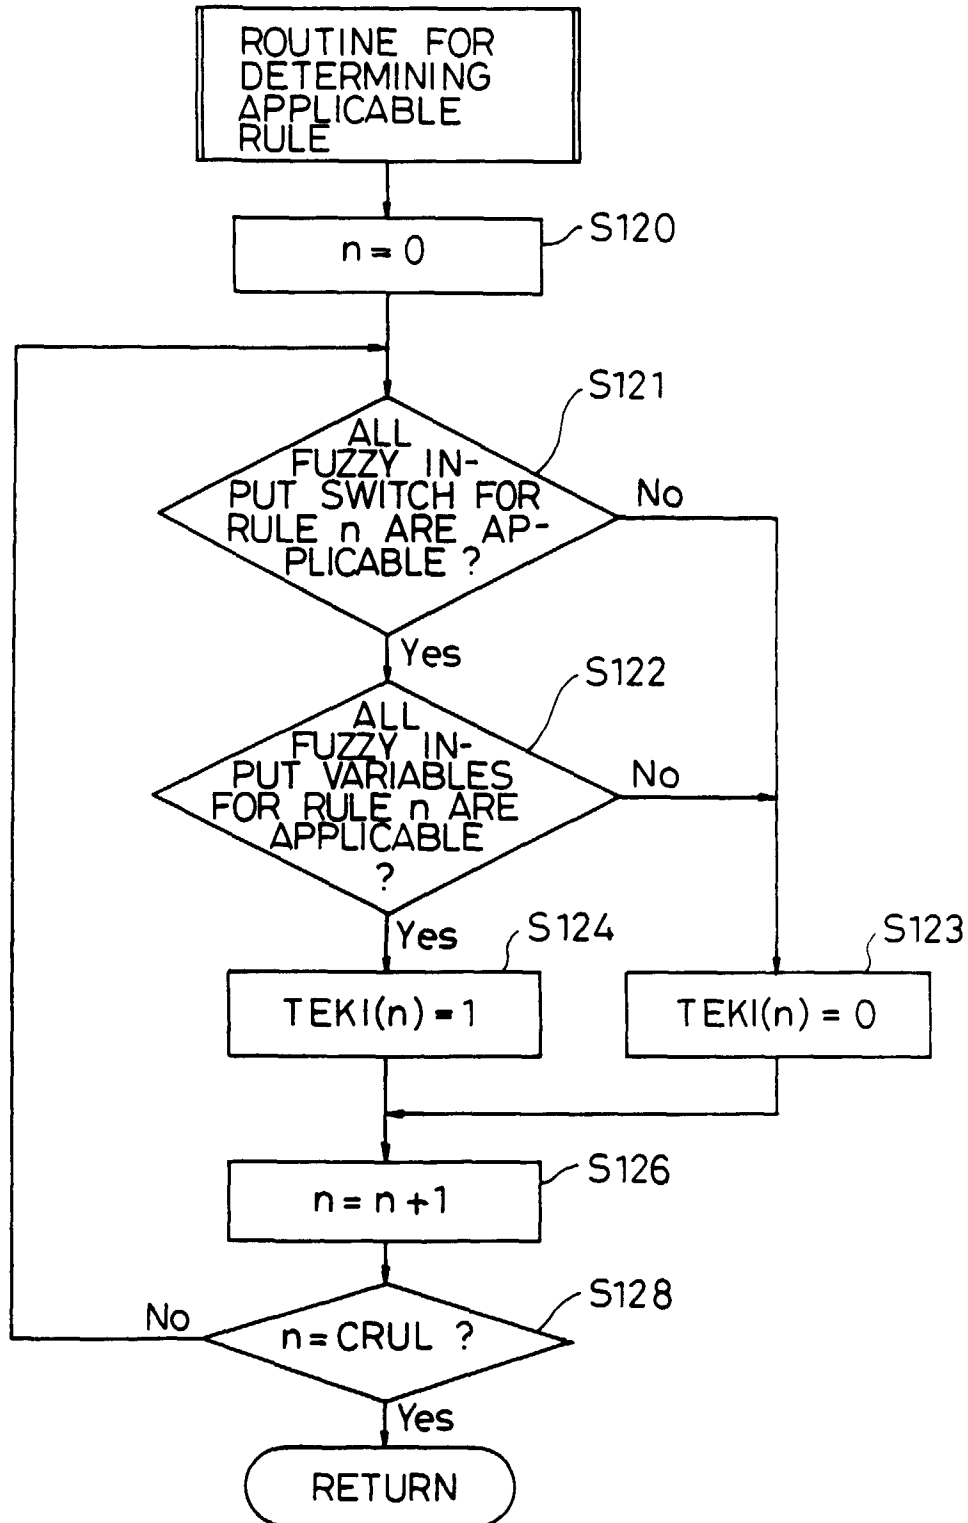 ROUTINE FOR
DETERMINING
APPLICABLE
RULE
S120
n = 0
S121
ALL
FUZZY IN-
PUT SWITCH FOR
RULE n ARE AP-
PLICABLE ?
No
Yes
S122
ALL
FUZZY IN-
PUT VARIABLES
FOR RULE n ARE
APPLICABLE
?
No
Yes
S124
S123
TEKI(n) = 1
TEKI(n) = 0
S126
n = n + 1
S128
No
n = CRUL ?
Yes
RETURN